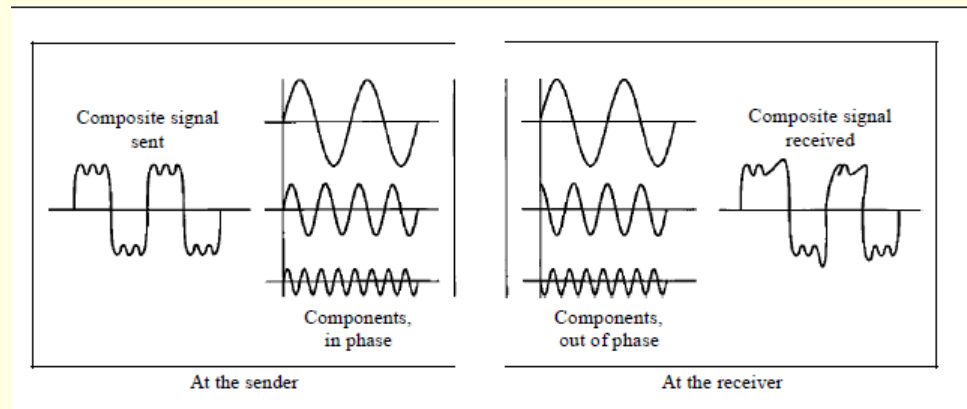 Composite signal
sent
Components,
in phase
At the sender
Composite signal
received
Components,
out of phase
At the receiver